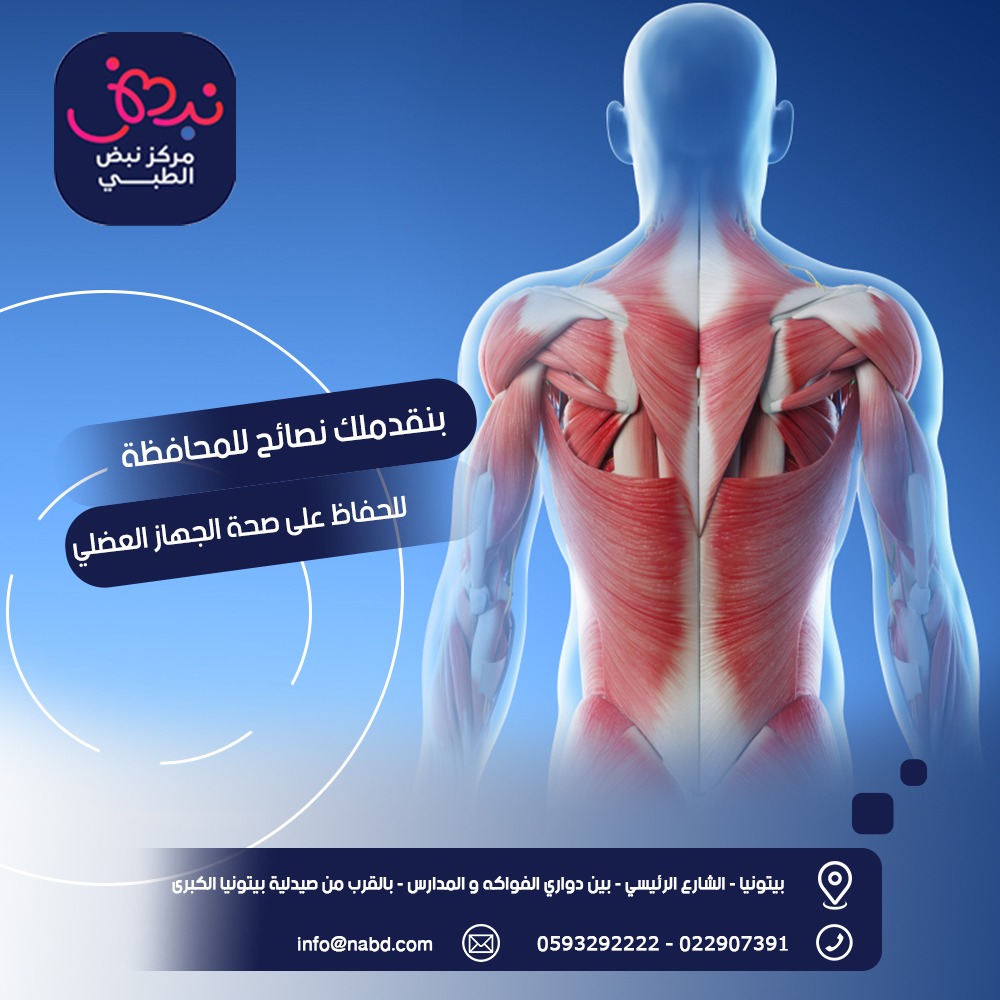 نبض
مركز نبض
الطبي
بنقدملك نصائح للمحافظة
للحفاظ على صحة الجهاز العضلي
بيتونيا - الشارع الرئيسي - بين دواري الفواكه و المدارس - بالقرب من صيدلية بيتونيا الكبرى
info@nabd.com
0593292222 - 022907391